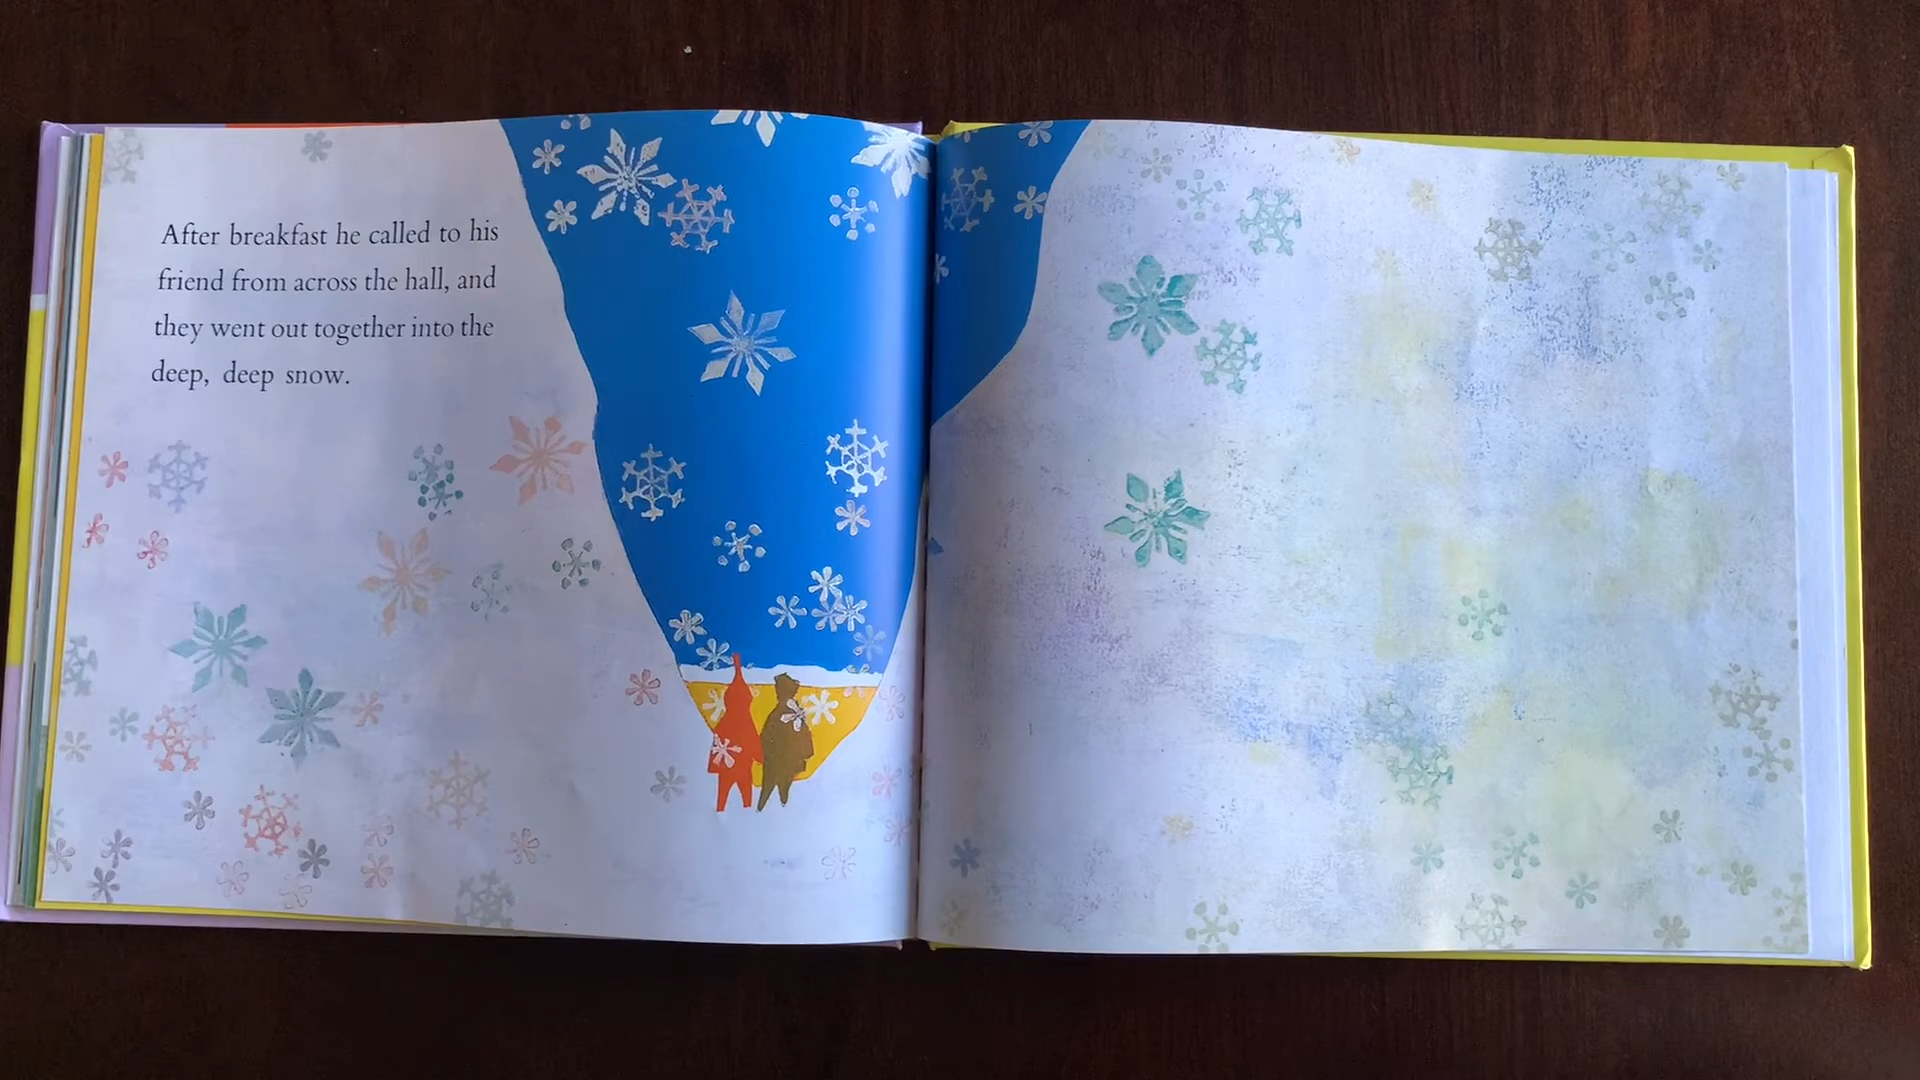 After breakfast he called to his
friend from across the hall, and
they went out together into the
deep, deep snow.